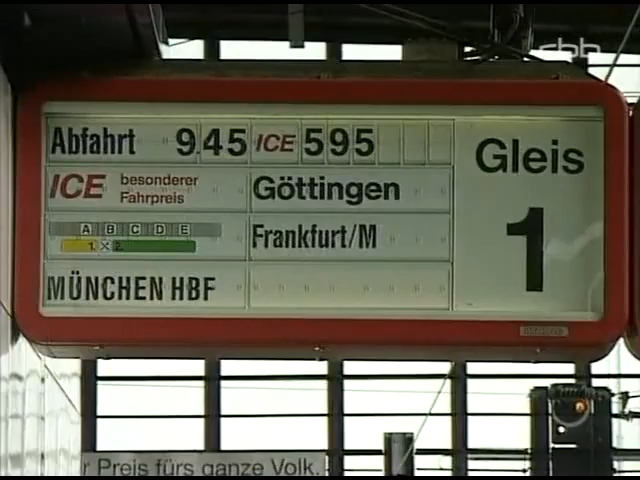 rbb
Abfahrt 9.45 ICE 595
Gleis
1
ICE besonderer Fahrpreis
Göttingen
A B C D E
1. X 2.
Frankfurt/M
MÜNCHEN HBF
r Preis fürs ganze Volk.